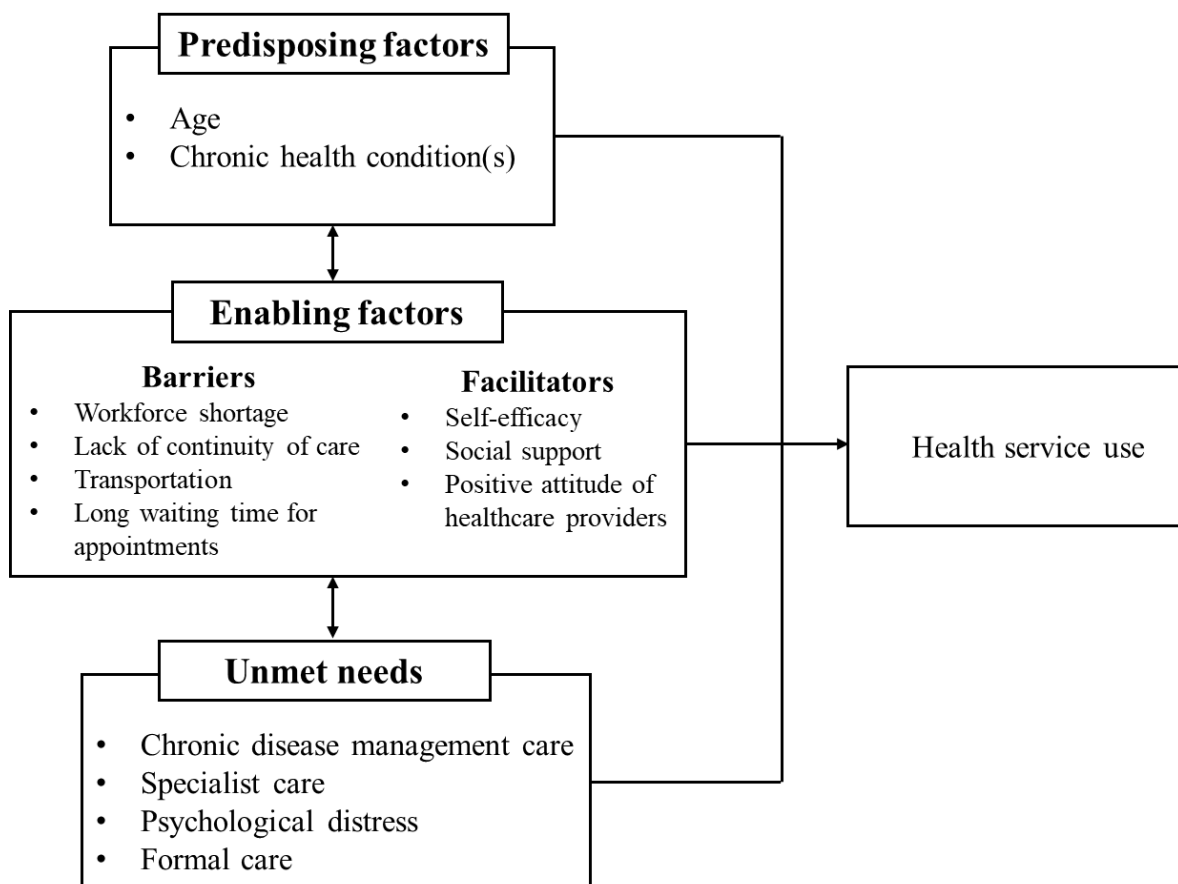 Predisposing factors
• Age
• Chronic health condition(s)
Enabling factors
Barriers
• Workforce shortage
• Lack of continuity of care
• Transportation
• Long waiting time for
appointments
Facilitators
• Self-efficacy
• Social support
• Positive attitude of
healthcare providers
Health service use
Unmet needs
• Chronic disease management care
• Specialist care
• Psychological distress
• Formal care